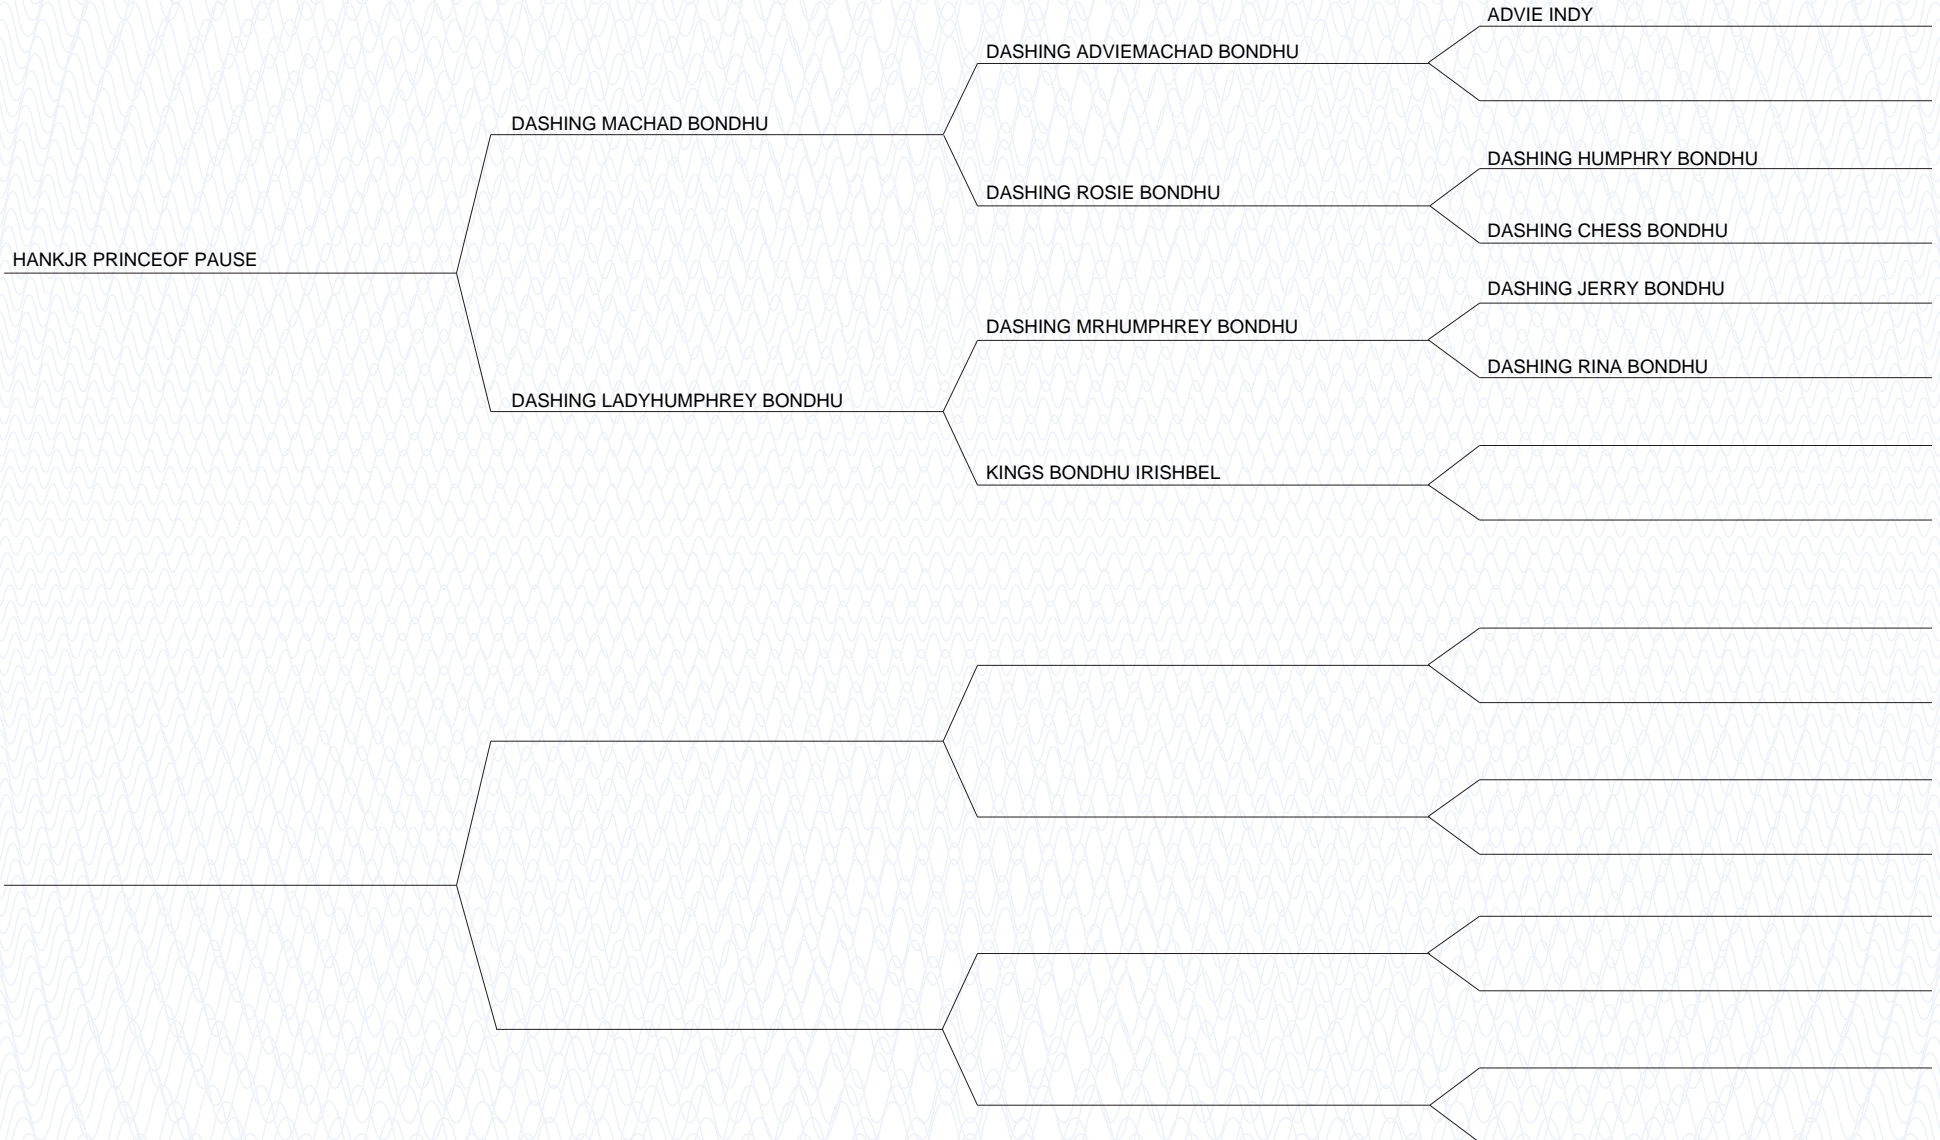 ADVIE INDY
DASHING ADVIEMACHAD BONDHU
DASHING MACHAD BONDHU
DASHING HUMPHRY BONDHU
DASHING ROSIE BONDHU
DASHING CHESS BONDHU
HANKJR PRINCEOF PAUSE
DASHING JERRY BONDHU
DASHING MRHUMPHREY BONDHU
DASHING RINA BONDHU
DASHING LADYHUMPHREY BONDHU
KINGS BONDHU IRISHBEL